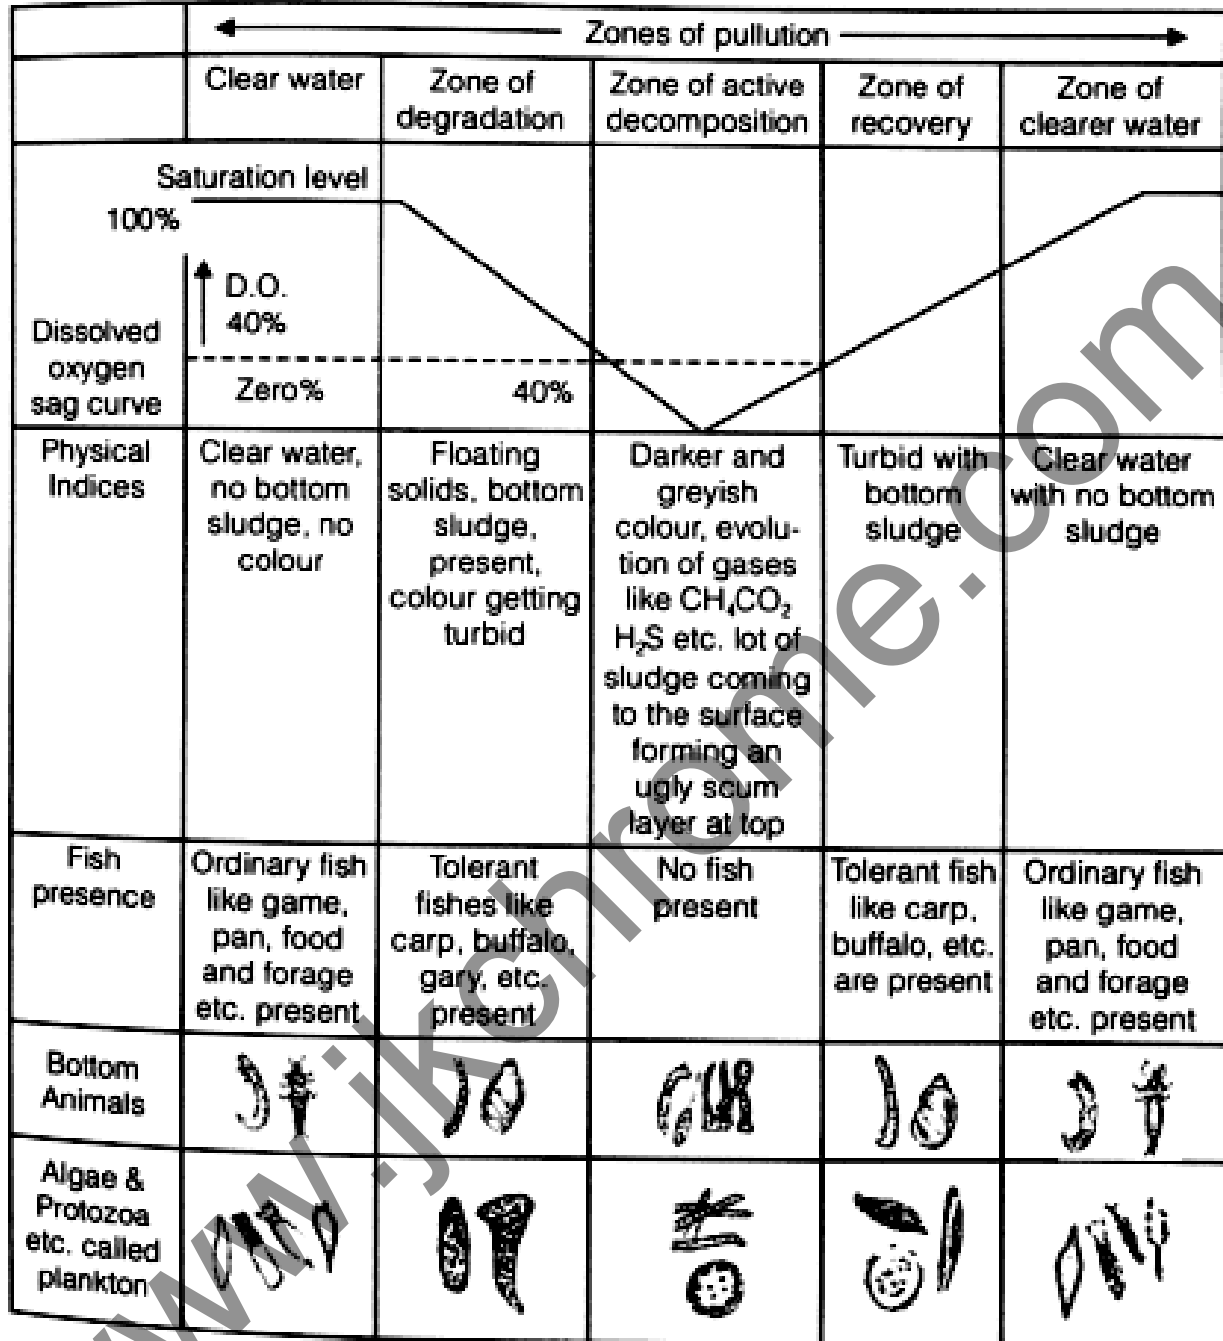 Zones of pullution
Clear water
Zone of
degradation
Zone of active
decomposition
Zone of
recovery
Zone of
clearer water
Saturation level
100%
D.O.
40%
Dissolved
oxygen
sag curve
Zero%
40%
Physical
Indices
Clear water,
no bottom
sludge, no
colour
Floating
solids, bottom
sludge,
present,
colour getting
turbid
Darker and
greyish
colour, evolu-
tion of gases
like CH₄CO₂
H₂S etc. lot of
sludge coming
to the surface
forming an
ugly scum
layer at top
Turbid with
bottom
sludge
Clear water
with no bottom
sludge
Fish
presence
Ordinary fish
like game,
pan, food
and forage
etc. present
Tolerant
fishes like
carp, buffalo,
gary, etc.
present
No fish
present
Tolerant fish
like carp,
buffalo, etc.
are present
Ordinary fish
like game,
pan, food
and forage
etc. present
Bottom
Animals
Algae &
Protozoa
etc. called
plankton
www.jkchrome.com